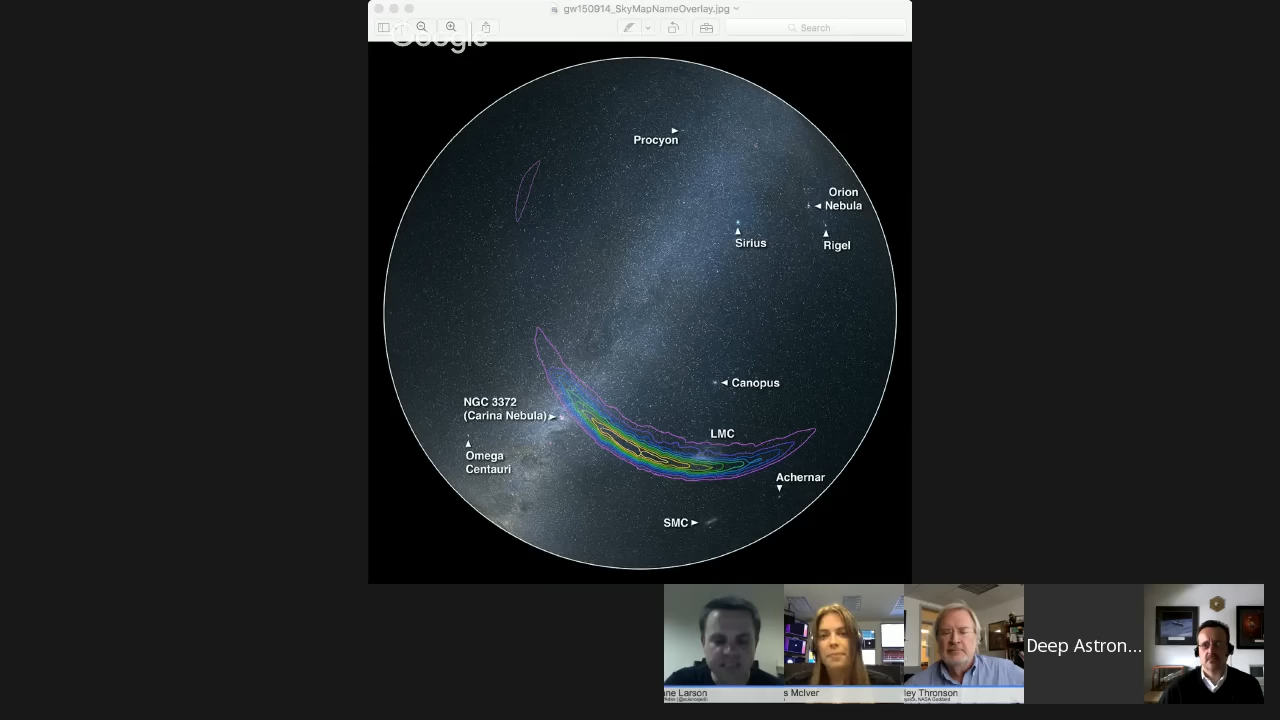 gw150914_SkyMapNameOverlay.jpg
Search
Google
Procyon
Orion
Nebula
Sirius
Rigel
Canopus
NGC 3372
(Carina Nebula)
LMC
Omega
Centauri
Achernar
SMC
Deep Astron...
ne Larson
s McIver
ley Thronson